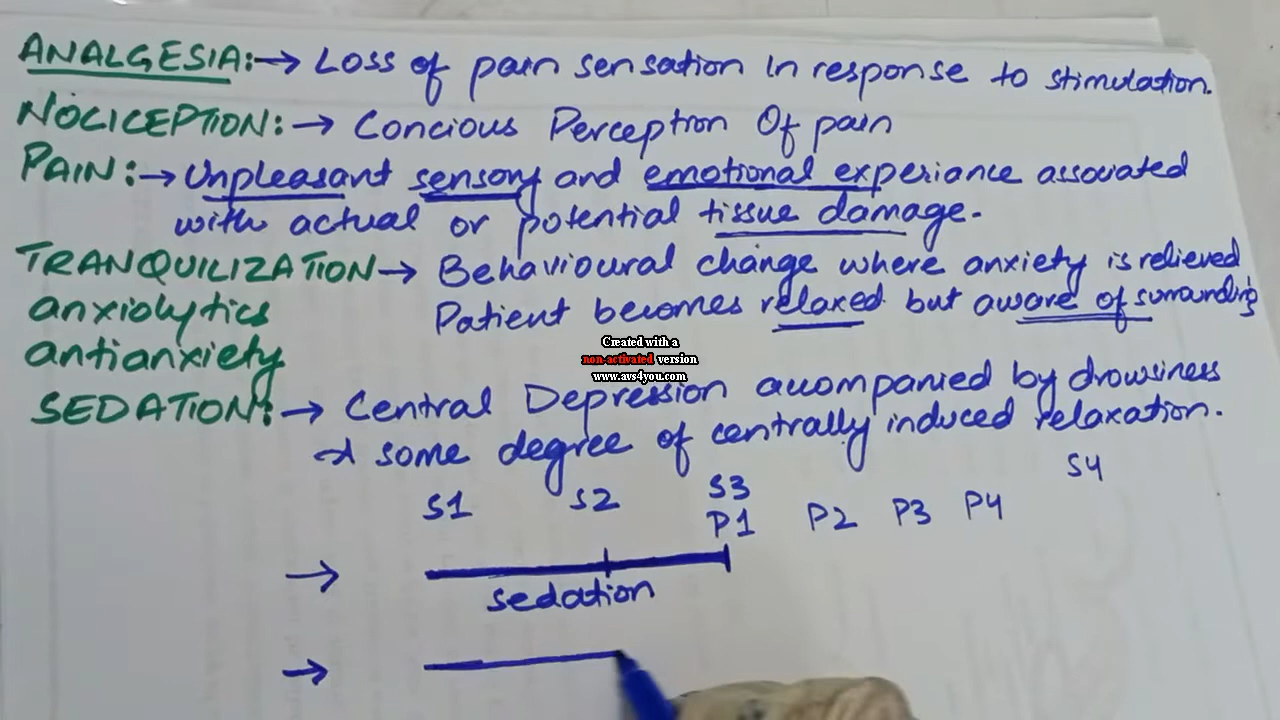 ANALGESIA:→ Loss of pain sensation in response to stimulation.
NOCICEPTION:→ Concious Perception Of pain
PAIN:→ Unpleasant sensory and emotional experiance associated
with actual or potential tissue damage.
TRANQUILIZATION→ Behavioural change where anxiety is relieved
anxiolytics Patient becomes relaxed but aware of surroundings
antianxiety
Created with a
non-activated version
www.avs4you.com
SEDATION:→ Central Depression accompanied by drowsiness
& some degree of centrally induced relaxation.
S1 S2 S3 S4
P1 P2 P3 P4
→
sedation
→